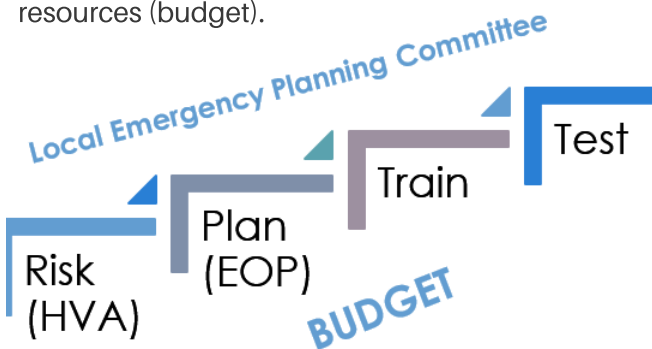 resources (budget).
Local Emergency Planning Committee
Test
Train
Plan
(EOP)
Risk
(HVA)
BUDGET